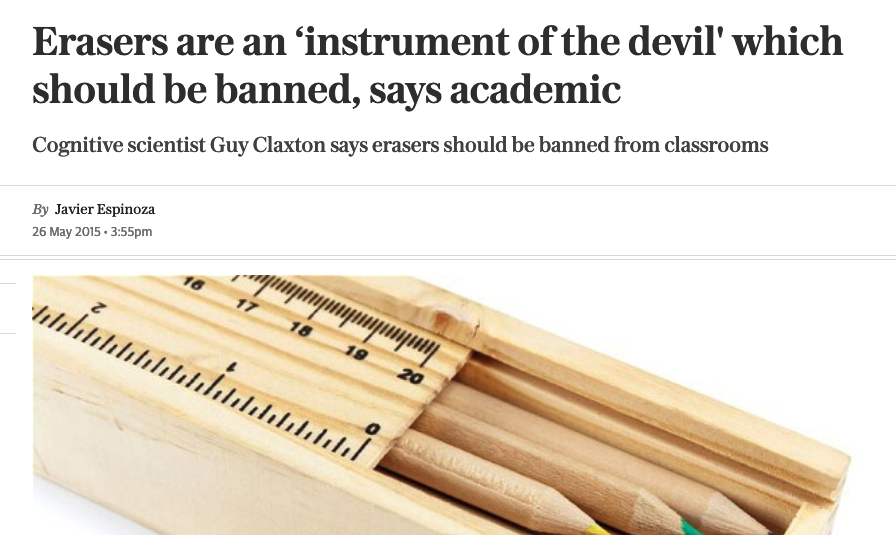 Erasers are an ‘instrument of the devil' which
should be banned, says academic
Cognitive scientist Guy Claxton says erasers should be banned from classrooms
By Javier Espinoza
26 May 2015 • 3:55pm
16
17
18
19
20
2
1
0